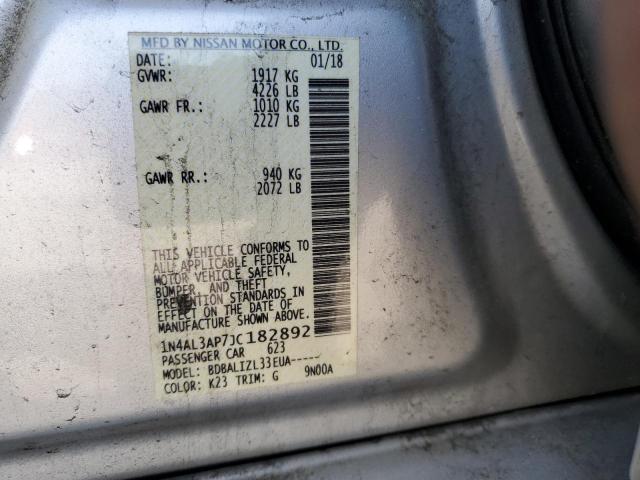 MFD BY NISSAN MOTOR CO., LTD.
DATE: 01/18
GVWR: 1917 KG
4226 LB
GAWR FR.: 1010 KG
2227 LB
GAWR RR.: 940 KG
2072 LB
THIS VEHICLE CONFORMS TO
ALL APPLICABLE FEDERAL
MOTOR VEHICLE SAFETY,
BUMPER, AND THEFT
PREVENTION STANDARDS IN
EFFECT ON THE DATE OF
MANUFACTURE SHOWN ABOVE.
1N4AL3AP7JC182892
PASSENGER CAR 623
MODEL: BDBALIZL33EUA-----
COLOR: K23 TRIM: G 9N00A